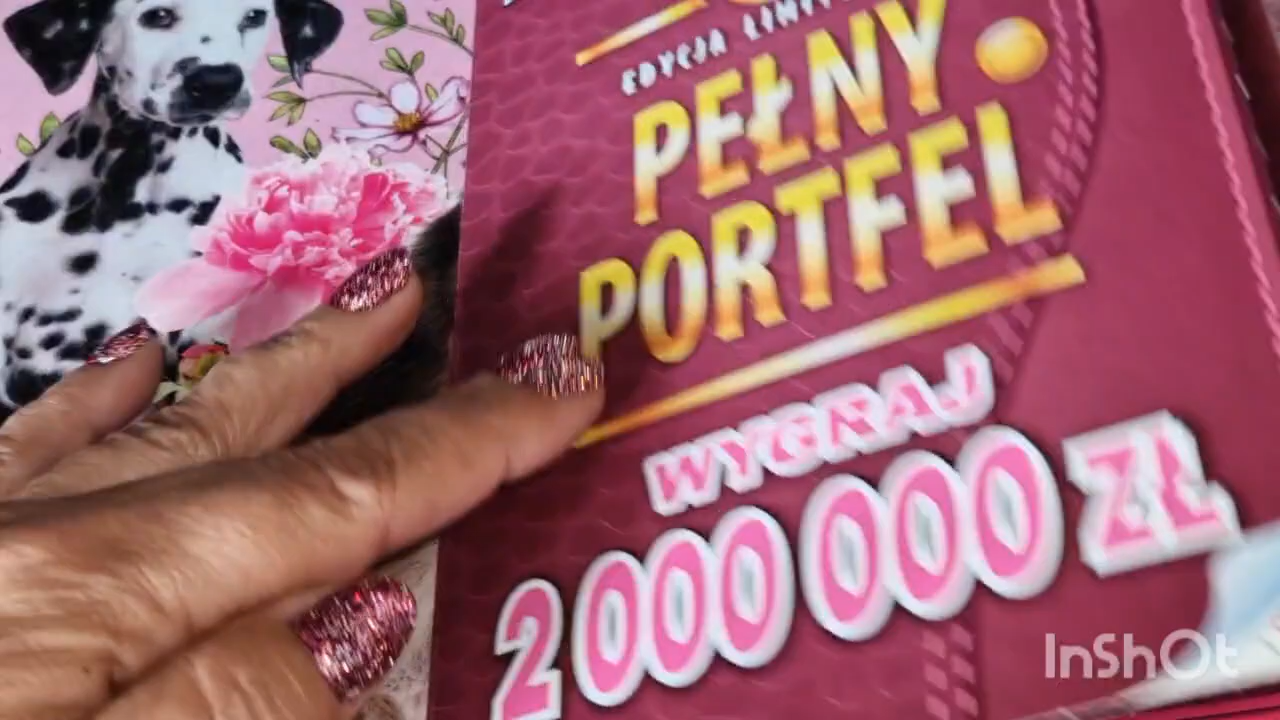 EDYCJA
PEŁNY
PORTFEL
WYGRAJ
2 000 000 ZŁ
InShOt